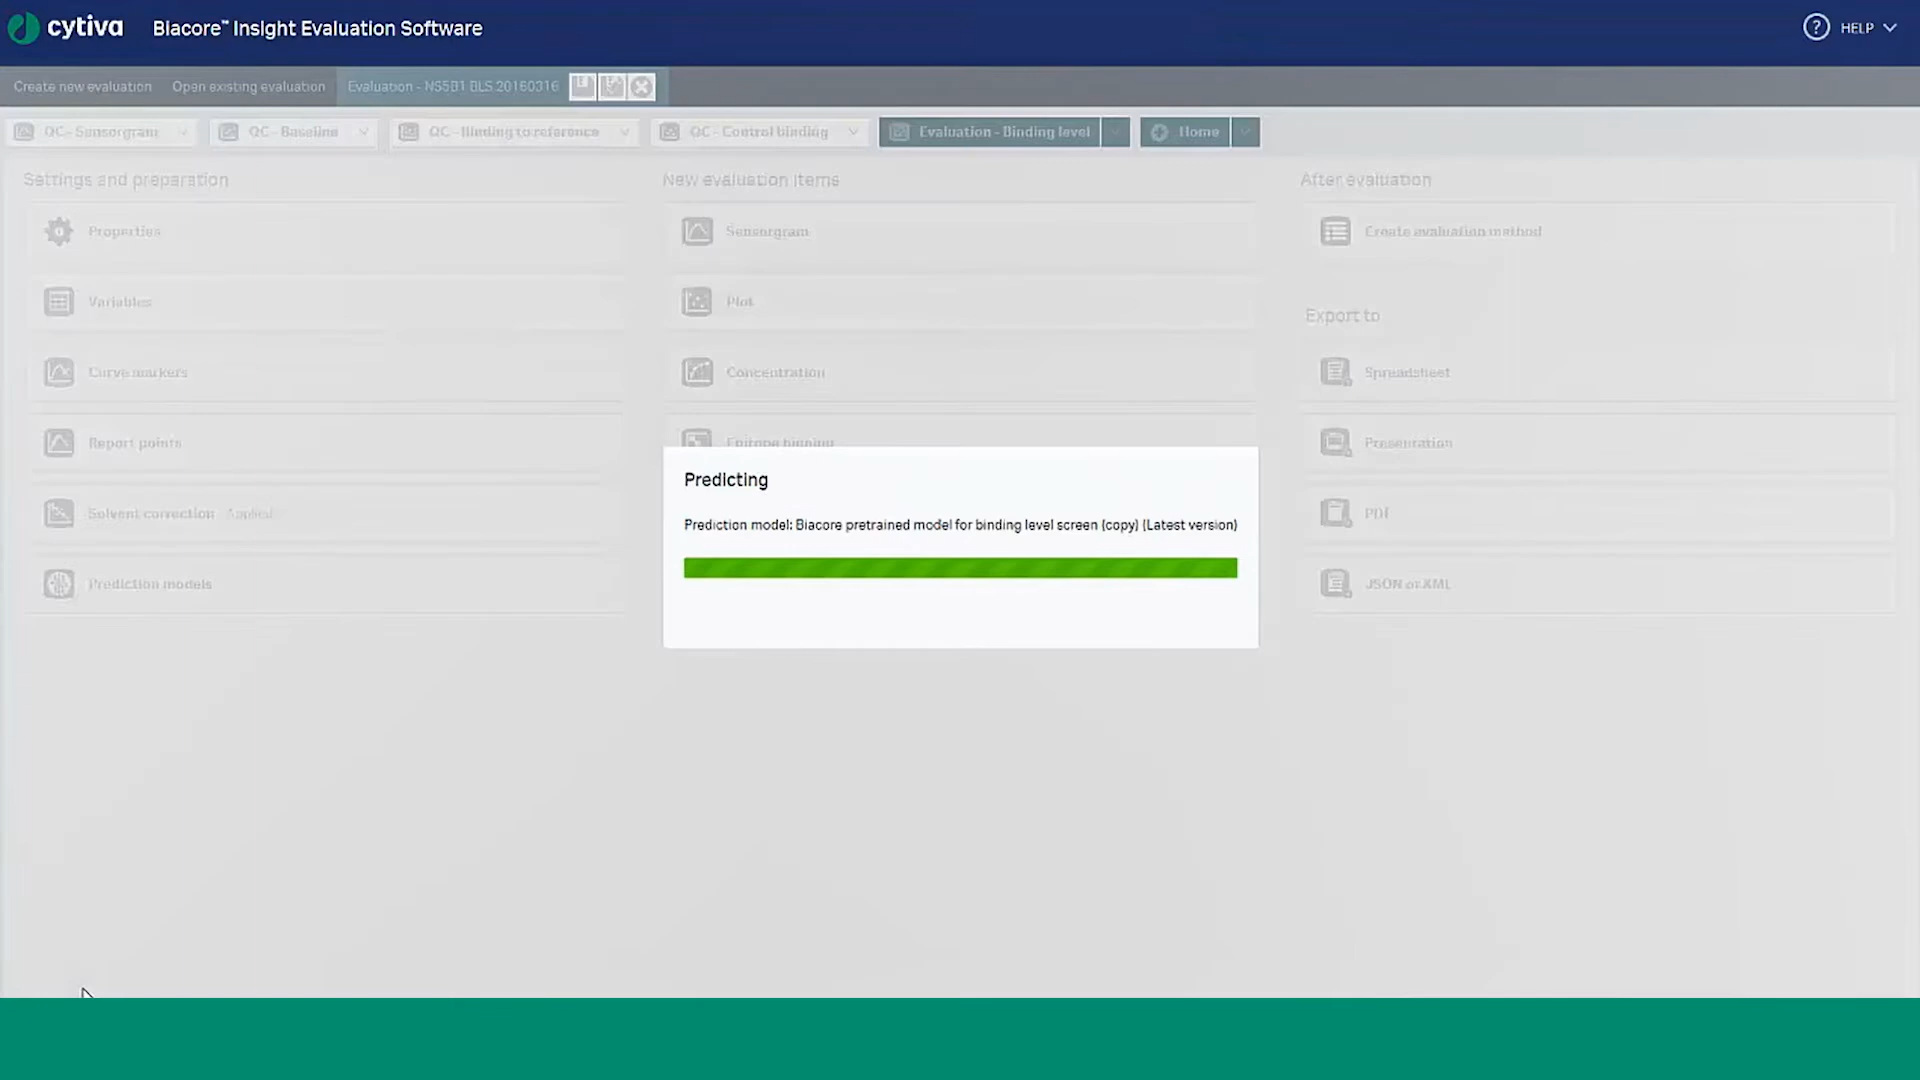 cytiva
Biacore™ Insight Evaluation Software
? HELP
Create new evaluation
Open existing evaluation
Evaluation - NS5B1 BLS 20160316
QC - Sensorgram
QC - Baseline
QC - Binding to reference
QC - Control binding
Evaluation - Binding level
Home
Settings and preparation
Properties
Variables
Curve markers
Report points
Solvent correction - Applied
Prediction models
New evaluation items
Sensorgram
Plot
Concentration
Epitope binning
Predicting
Prediction model: Biacore pretrained model for binding level screen (copy) (Latest version)
After evaluation
Create evaluation method
Export to
Spreadsheet
Presentation
PDF
JSON or XML